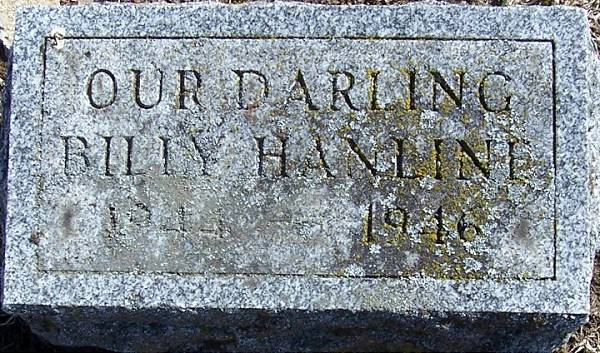 OUR DARLING
BILLY HANLINE
1944 — 1946